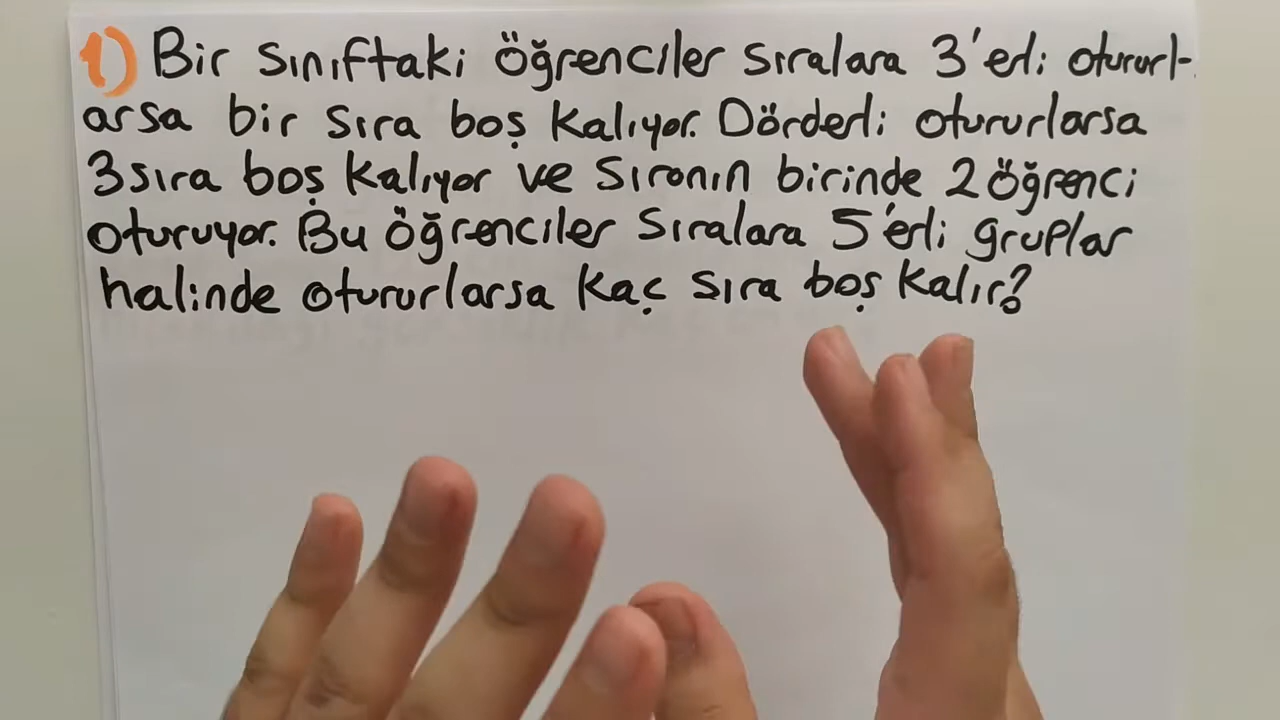 1) Bir sınıftaki öğrenciler sıralara 3'erli otururl-
arsa bir sıra boş kalıyor. Dörderli otururlarsa
3 sıra boş kalıyor ve sıranın birinde 2 öğrenci
oturuyor. Bu öğrenciler sıralara 5'erli gruplar
halinde otururlarsa kaç sıra boş kalır?